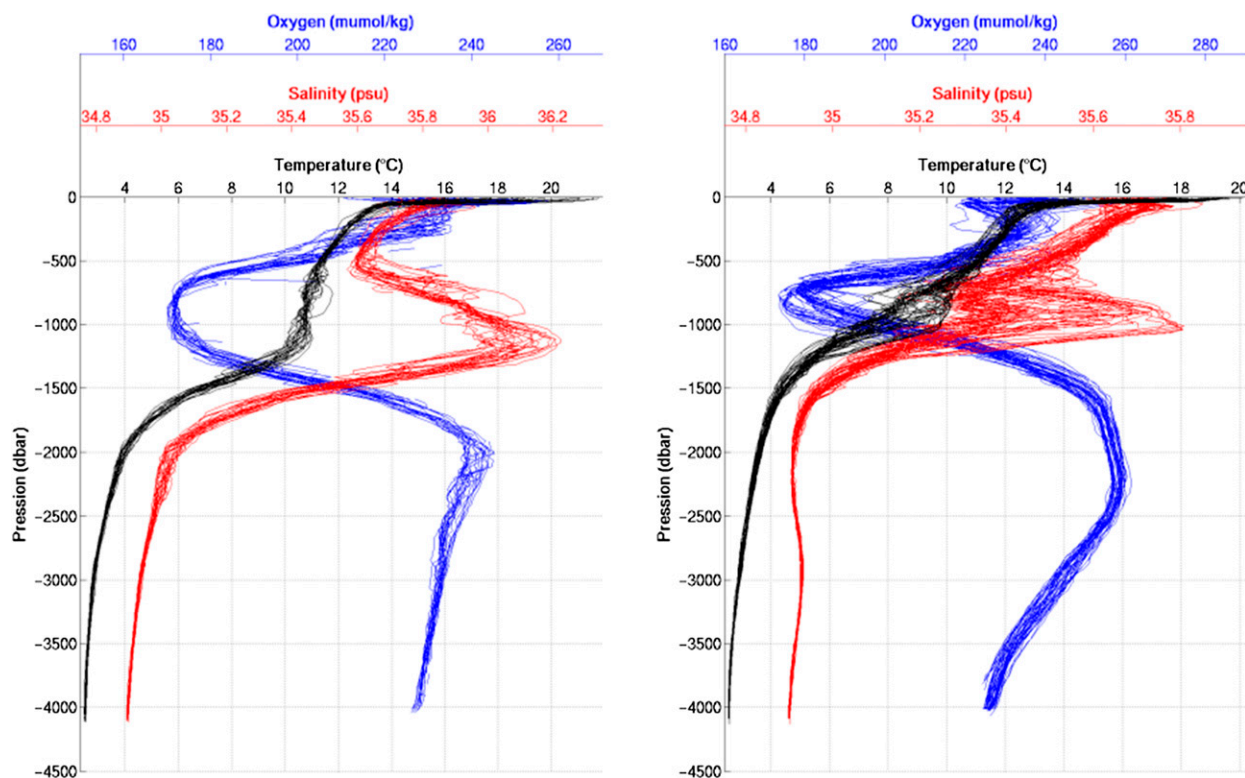 Oxygen (mumol/kg)
160 180 200 220 240 260
Salinity (psu)
34.8 35 35.2 35.4 35.6 35.8 36 36.2
Temperature (°C)
4 6 8 10 12 14 16 18 20
0
−500
−1000
−1500
−2000
−2500
−3000
−3500
−4000
−4500
Pression (dbar)
Oxygen (mumol/kg)
160 180 200 220 240 260 280
Salinity (psu)
34.8 35 35.2 35.4 35.6 35.8
Temperature (°C)
4 6 8 10 12 14 16 18 20
0
−500
−1000
−1500
−2000
−2500
−3000
−3500
−4000
−4500
Pression (dbar)